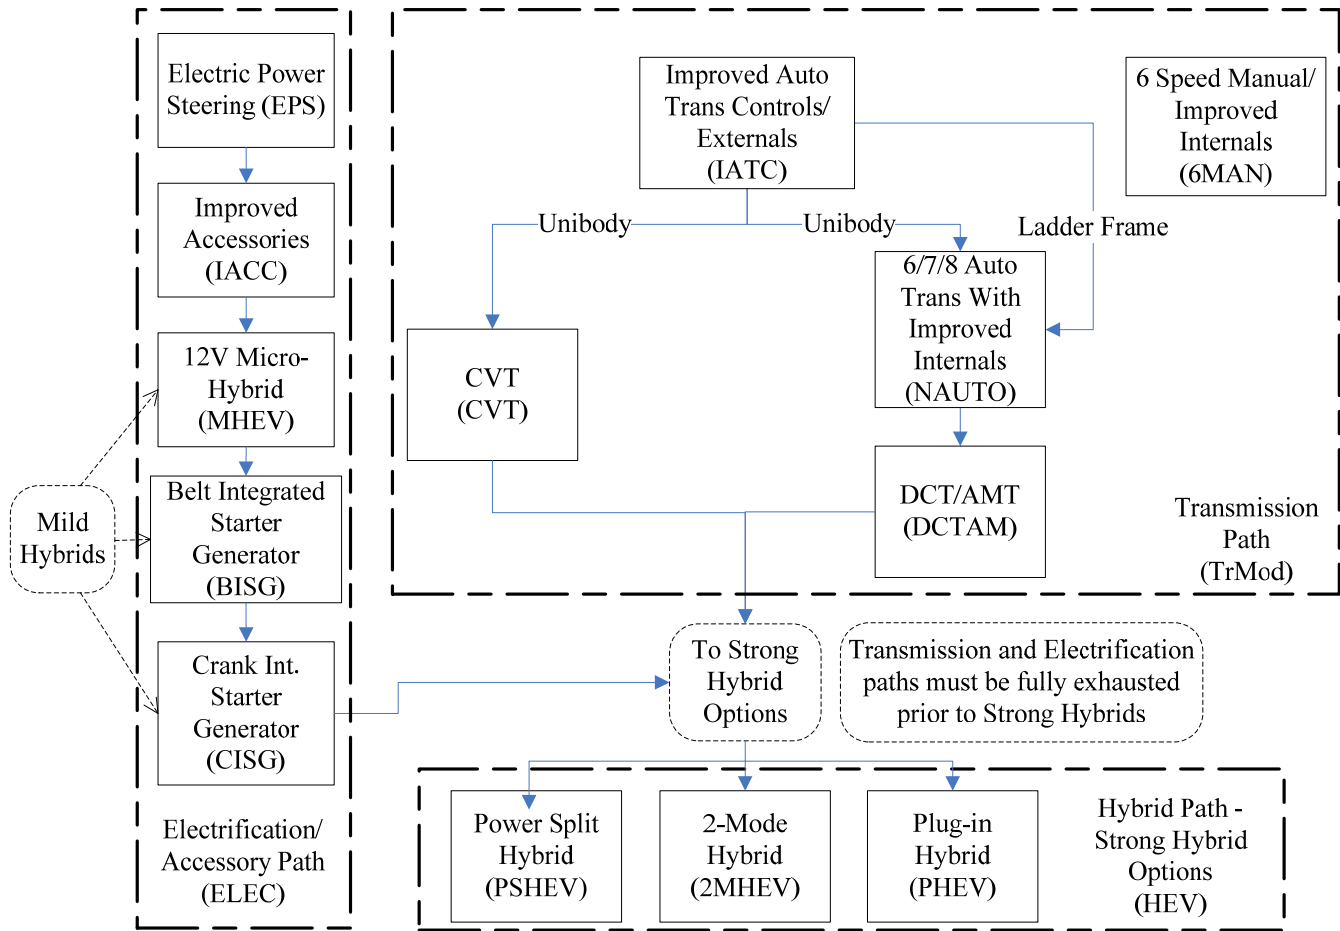 Electric Power
Steering (EPS)
Improved
Accessories
(IACC)
12V Micro-
Hybrid
(MHEV)
Belt Integrated
Starter
Generator
(BISG)
Crank Int.
Starter
Generator
(CISG)
Electrification/
Accessory Path
(ELEC)
Mild
Hybrids
Improved Auto
Trans Controls/
Externals
(IATC)
6 Speed Manual/
Improved
Internals
(6MAN)
Unibody
Unibody
Ladder Frame
CVT
(CVT)
6/7/8 Auto
Trans With
Improved
Internals
(NAUTO)
DCT/AMT
(DCTAM)
Transmission
Path
(TrMod)
To Strong
Hybrid
Options
Transmission and Electrification
paths must be fully exhausted
prior to Strong Hybrids
Power Split
Hybrid
(PSHEV)
2-Mode
Hybrid
(2MHEV)
Plug-in
Hybrid
(PHEV)
Hybrid Path -
Strong Hybrid
Options
(HEV)